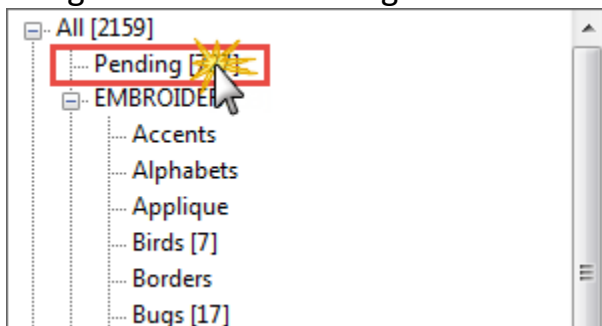 All [2159]
Pending
EMBROIDER
Accents
Alphabets
Applique
Birds [7]
Borders
Bugs [17]